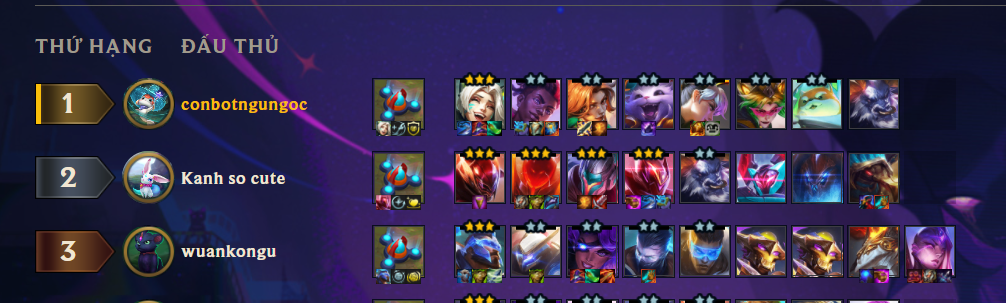 THỨ HẠNG ĐẤU THỦ
1 conbotngungoc
2 Kanh so cute
3 wuankongu